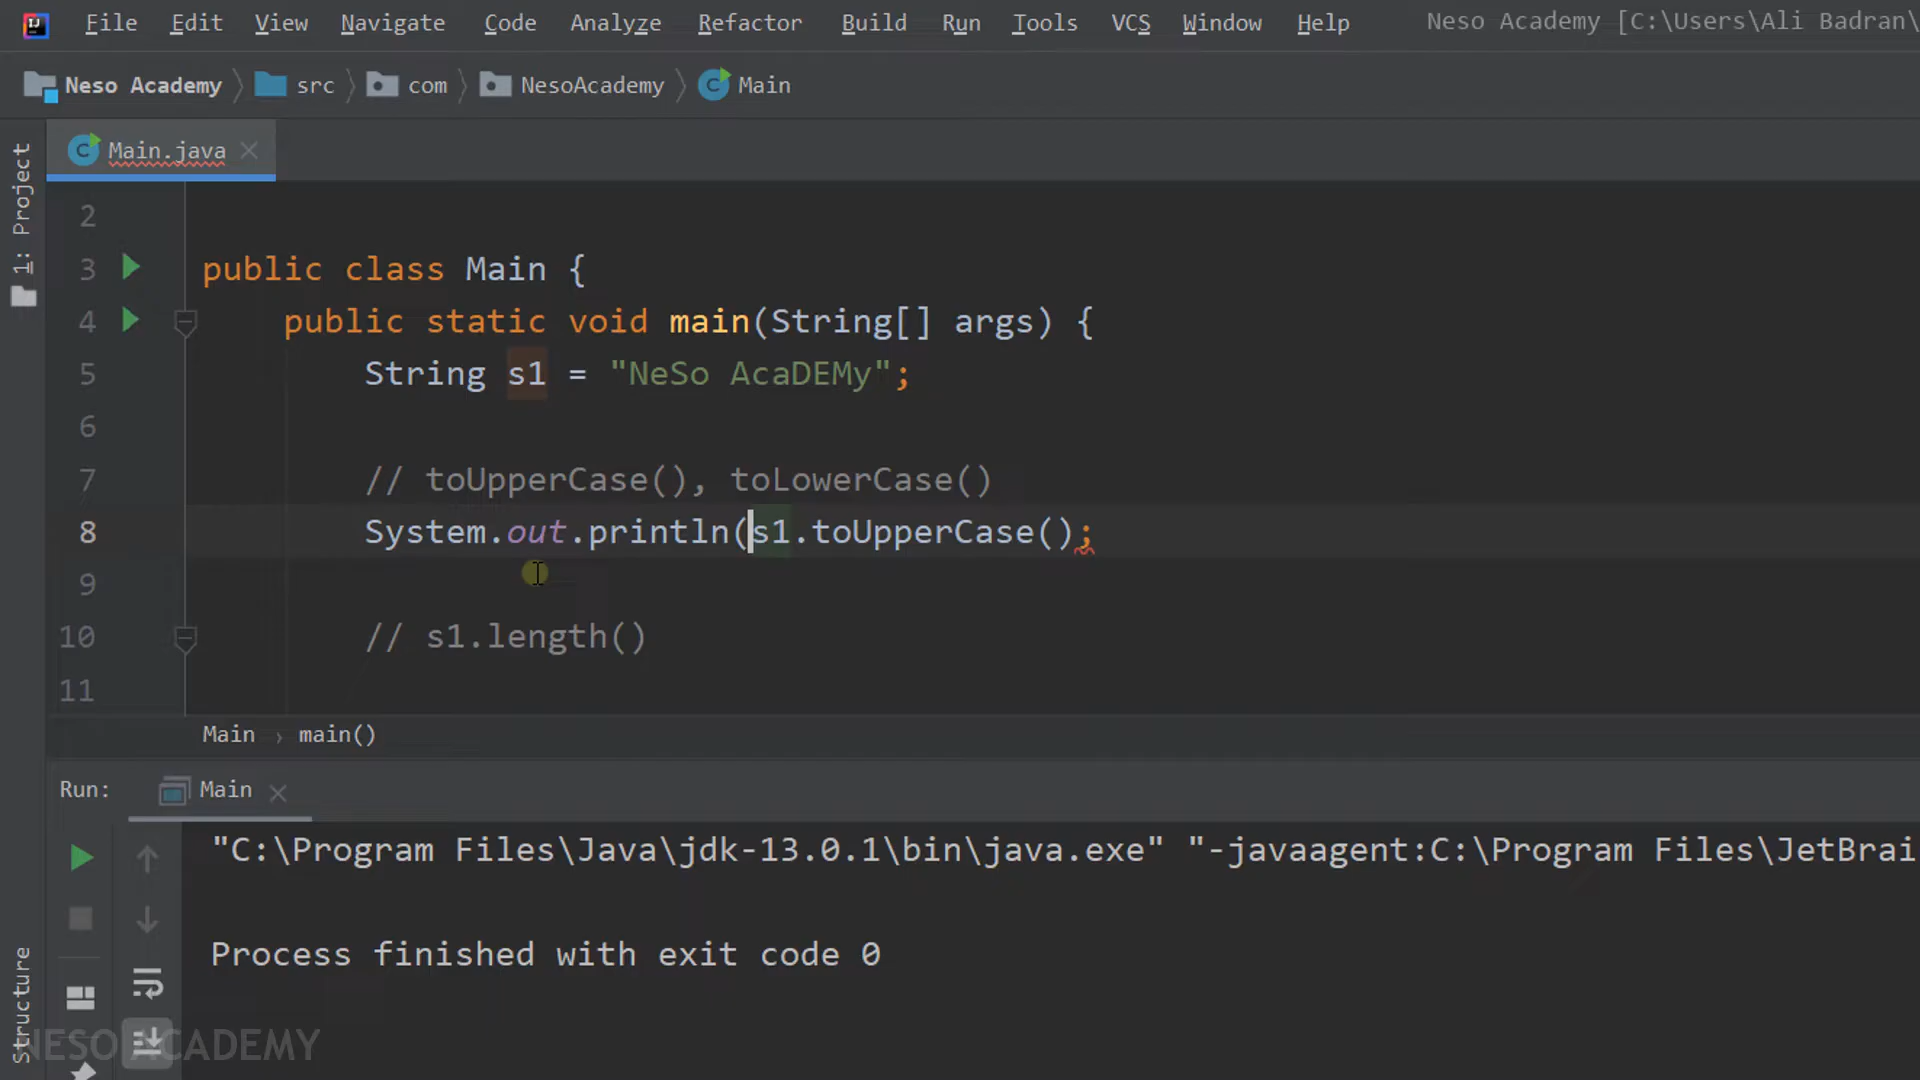 File Edit View Navigate Code Analyze Refactor Build Run Tools VCS Window Help Neso Academy [C:\Users\Ali Badran\
Neso Academy src com NesoAcademy Main
Main.java
1: Project
2
3 public class Main {
4 public static void main(String[] args) {
5 String s1 = "NeSo AcaDEMy";
6
7 // toUpperCase(), toLowerCase()
8 System.out.println(s1.toUpperCase();
9
10 // s1.length()
11
Main › main()
Run: Main
"C:\Program Files\Java\jdk-13.0.1\bin\java.exe" "-javaagent:C:\Program Files\JetBrai
Process finished with exit code 0
Structure
NESO ACADEMY